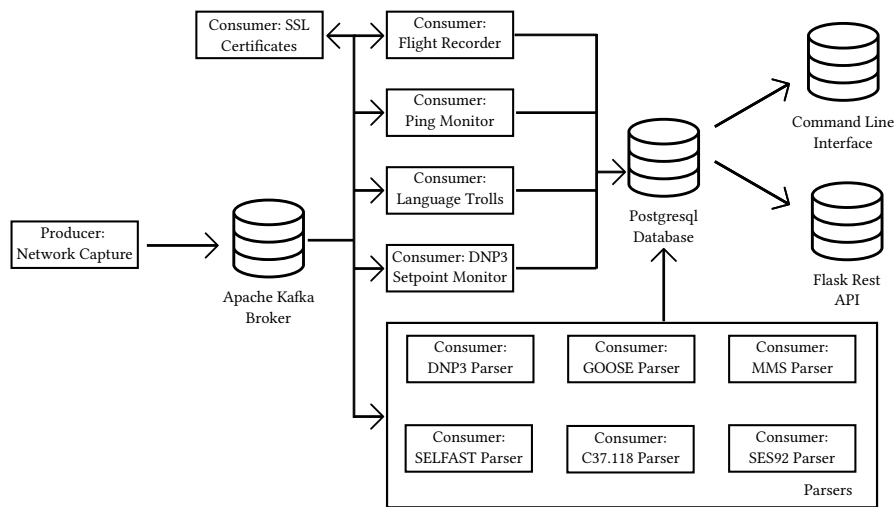 Consumer: SSL
Certificates
Consumer:
Flight Recorder
Consumer:
Ping Monitor
Consumer:
Language Trolls
Consumer: DNP3
Setpoint Monitor
Producer:
Network Capture
Apache Kafka
Broker
Postgresql
Database
Command Line
Interface
Flask Rest
API
Consumer:
DNP3 Parser
Consumer:
GOOSE Parser
Consumer:
MMS Parser
Consumer:
SELFAST Parser
Consumer:
C37.118 Parser
Consumer:
SES92 Parser
Parsers